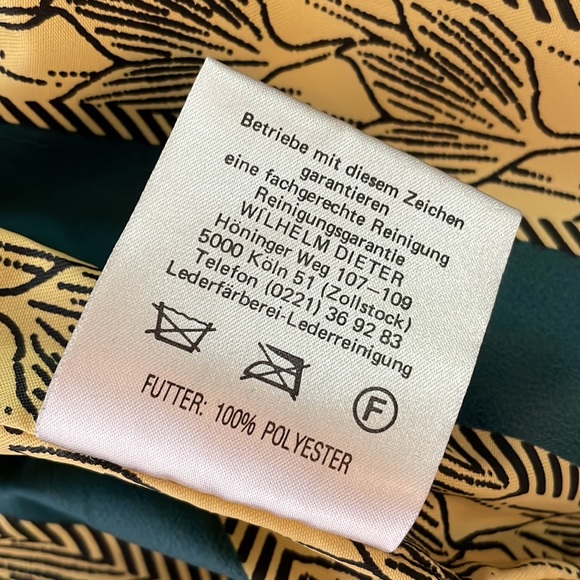 Betriebe mit diesem Zeichen
garantieren
eine fachgerechte Reinigung
Reinigungsgarantie
WILHELM DIETER
Höninger Weg 107–109
5000 Köln 51 (Zollstock)
Telefon (0221) 36 92 83
Lederfärberei-Lederreinigung
F
FUTTER: 100% POLYESTER